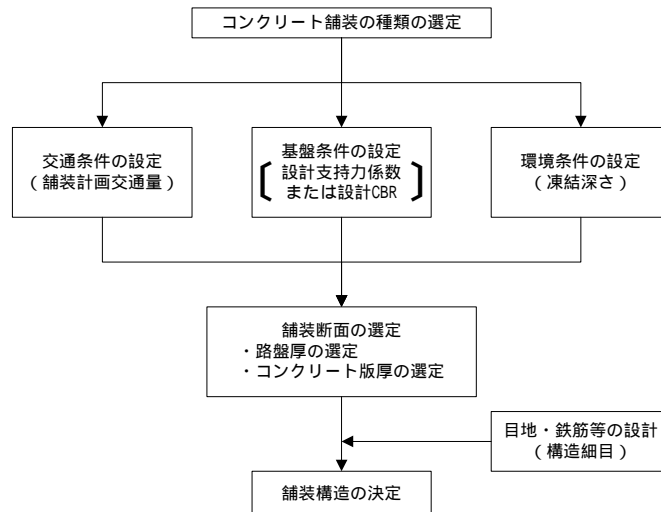 コンクリート舗装の種類の選定
交通条件の設定
(舗装計画交通量)
基盤条件の設定
設計支持力係数
または設計CBR
環境条件の設定
(凍結深さ)
舗装断面の選定
・路盤厚の選定
・コンクリート版厚の選定
目地・鉄筋等の設計
(構造細目)
舗装構造の決定